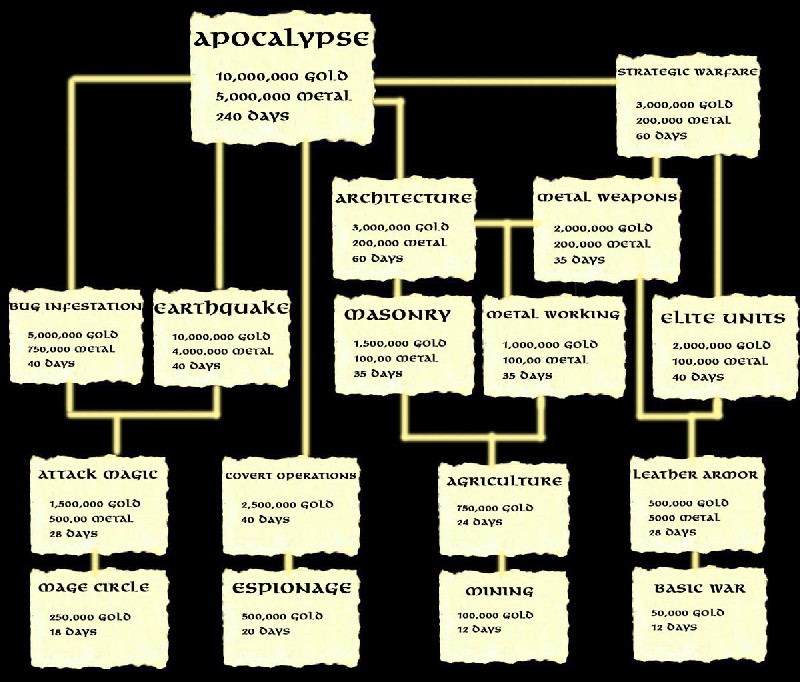 APOCALYPSE
10,000,000 GOLD
5,000,000 METAL
240 DAYS
STRATEGIC WARFARE
3,000,000 GOLD
200.000 METAL
60 DAYS
ARCHITECTURE
3,000,000 GOLD
200,000 METAL
60 DAYS
METAL WEAPONS
2,000.000 GOLD
200.000 METAL
35 DAYS
BUG INFESTATION
5,000,000 GOLD
750,000 METAL
40 DAYS
EARTHQUAKE
10,000,000 GOLD
4,000,000 METAL
40 DAYS
MASONRY
1,500,000 GOLD
100,00 METAL
35 DAYS
METAL WORKING
1,000,000 GOLD
100,00 METAL
35 DAYS
ELITE UNITS
2,000,000 GOLD
100,000 METAL
40 DAYS
ATTACK MAGIC
1,500,000 GOLD
500,00 METAL
28 DAYS
COVERT OPERATIONS
2,500,000 GOLD
40 DAYS
AGRICULTURE
750,000 GOLD
24 DAYS
LEATHER ARMOR
500,000 GOLD
5000 METAL
28 DAYS
MAGE CIRCLE
250,000 GOLD
18 DAYS
ESPIONAGE
500,000 GOLD
20 DAYS
MINING
100,000 GOLD
12 DAYS
BASIC WAR
50,000 GOLD
12 DAYS